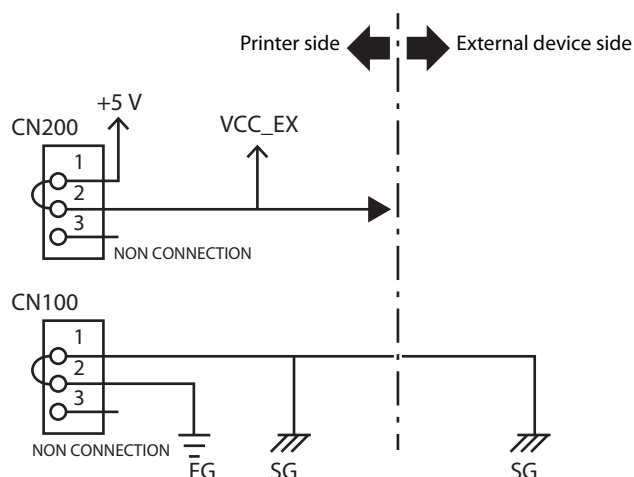 Printer side
External device side
+5 V
CN200
VCC_EX
1
2
3
NON CONNECTION
CN100
1
2
3
NON CONNECTION
FG
SG
SG